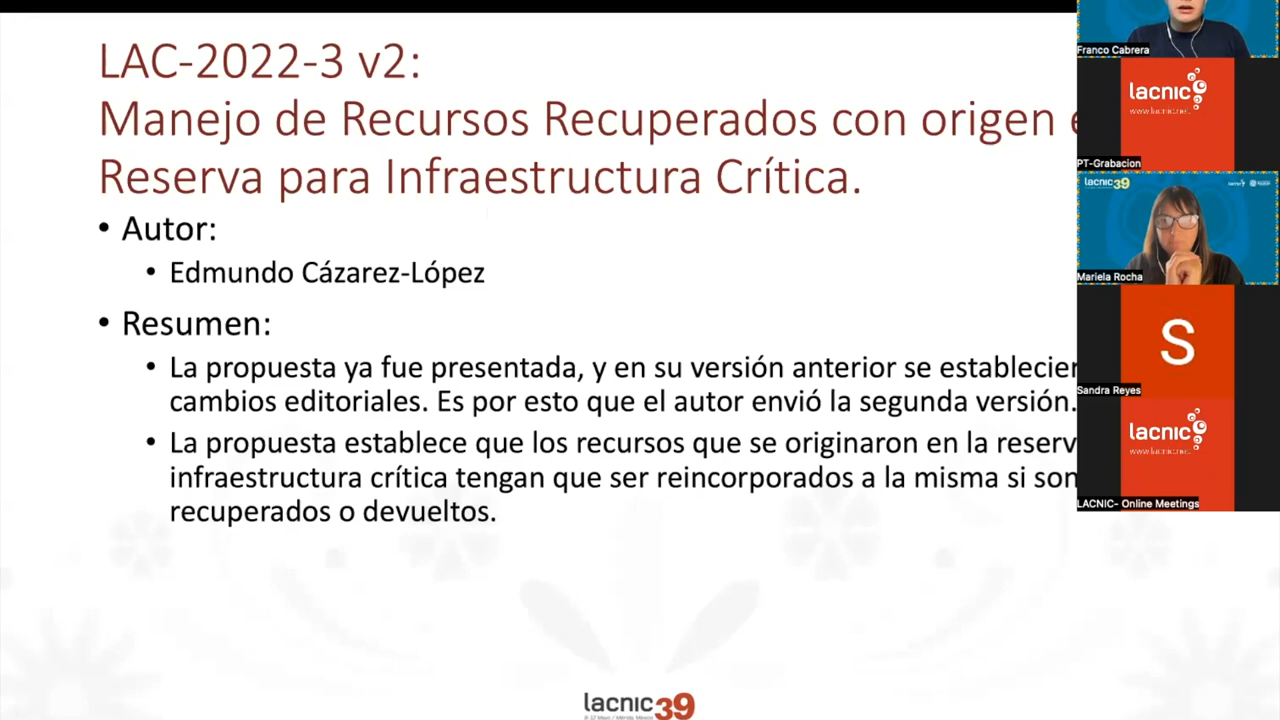 LAC-2022-3 v2:
Manejo de Recursos Recuperados con origen
Reserva para Infraestructura Crítica.
• Autor:
• Edmundo Cázarez-López
• Resumen:
• La propuesta ya fue presentada, y en su versión anterior se establecier
cambios editoriales. Es por esto que el autor envió la segunda versión.
• La propuesta establece que los recursos que se originaron en la reserv
infraestructura crítica tengan que ser reincorporados a la misma si son
recuperados o devueltos.
lacnic39
Franco Cabrera
lacnic
www.lacnic.net
PT-Grabacion
lacnic39
Mariela Rocha
S
Sandra Reyes
lacnic
www.lacnic.net
LACNIC- Online Meetings